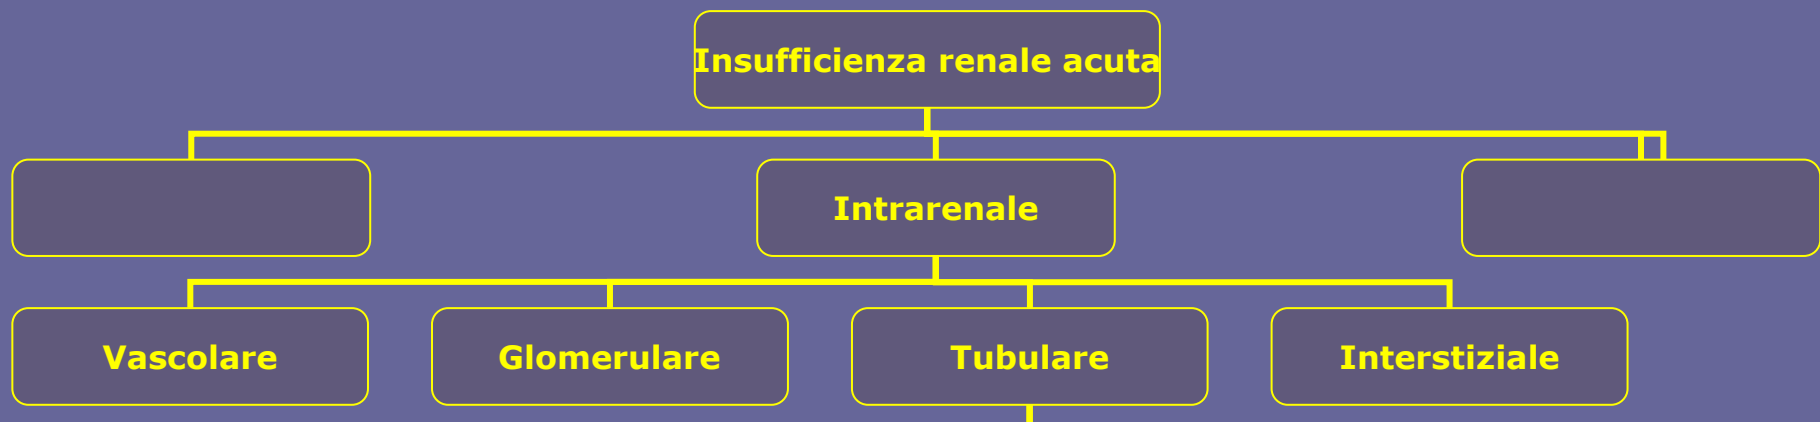 Insufficienza renale acuta
Intrarenale
Vascolare
Glomerulare
Tubulare
Interstiziale